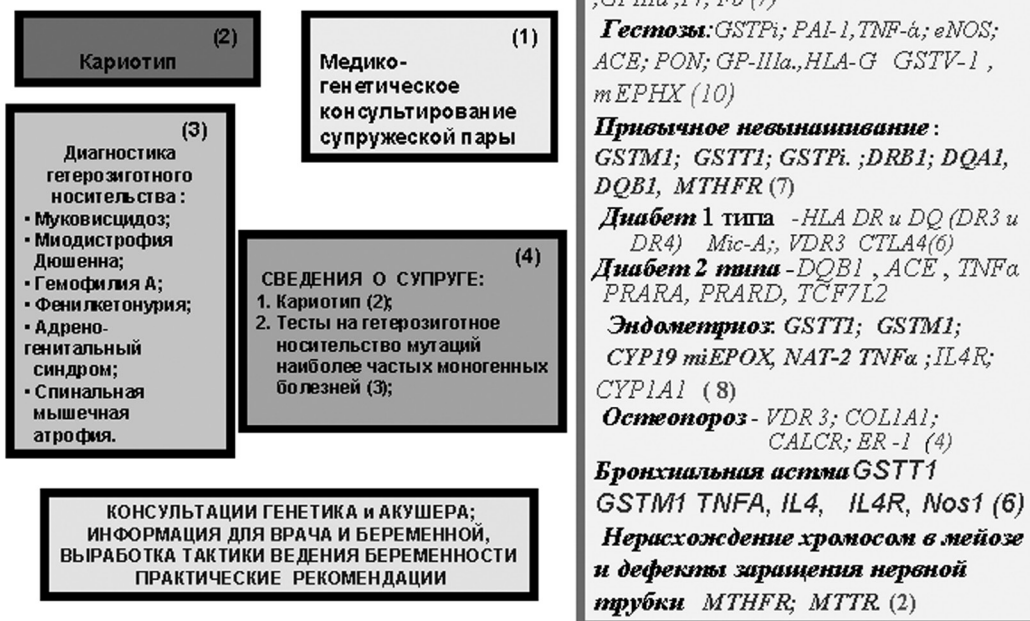 (2)
Кариотип
(1)
Медико-
генетическое
консультирование
супружеской пары
(3)
Диагностика
гетерозиготного
носительства :
▪ Муковисцидоз;
▪ Миодистрофия
Дюшенна;
▪ Гемофилия А;
▪ Фенилкетонурия;
▪ Адрено-
генитальный
синдром;
▪ Спинальная
мышечная
атрофия.
(4)
СВЕДЕНИЯ О СУПРУГЕ:
1. Кариотип (2);
2. Тесты на гетерозиготное
носительство мутаций
наиболее частых моногенных
болезней (3);
КОНСУЛЬТАЦИИ ГЕНЕТИКА и АКУШЕРА;
ИНФОРМАЦИЯ ДЛЯ ВРАЧА И БЕРЕМЕННОЙ,
ВЫРАБОТКА ТАКТИКИ ВЕДЕНИЯ БЕРЕМЕННОСТИ
ПРАКТИЧЕСКИЕ РЕКОМЕНДАЦИИ
Гестозы:GSTPi; PAI-1,TNF-ά; eNOS;
ACE; PON; GP-IIIa.,HLA-G GSTV-1 ,
mEPHX (10)
Привычное невынашивание :
GSTM1; GSTT1; GSTPi. ;DRB1; DQA1,
DQB1, MTHFR (7)
Диабет 1 типа -HLA DR и DQ (DR3 и
DR4) Mic-A;, VDR3 CTLA4(6)
Диабет 2 типа -DQB1 , ACE , TNFα
PRARA, PRARD, TCF7L2
Эндометриоз: GSTT1; GSTM1;
CYP19 miEPOX, NAT-2 TNFα ;IL4R;
CYP1A1 ( 8)
Остеопороз - VDR 3; COL1A1;
CALCR; ER -1 (4)
Бронхиальная астма GSTT1
GSTM1 TNFA, IL4, IL4R, Nos1 (6)
Нерасхождение хромосом в мейозе
и дефекты заращения нервной
трубки MTHFR; MTTR. (2)